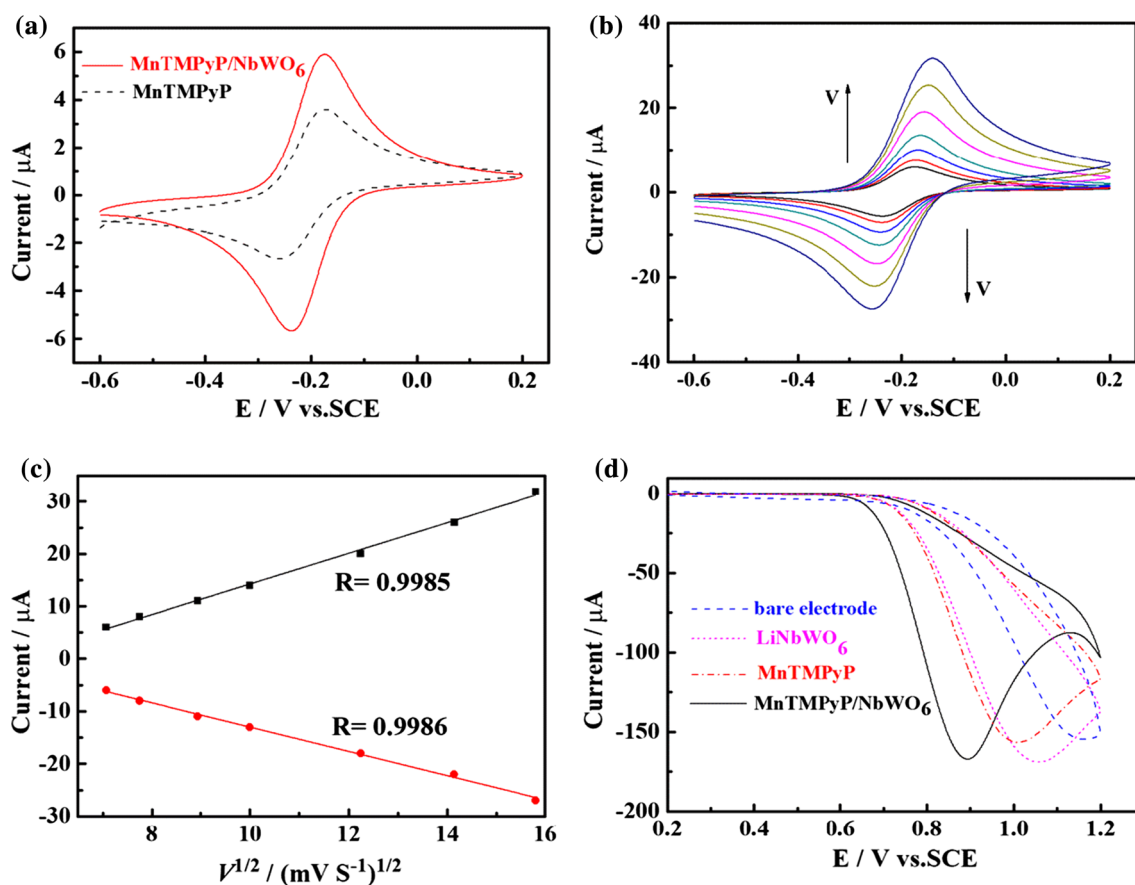 (a)
6
4
2
0
-2
-4
-6
Current / μA
MnTMPyP/NbWO6
MnTMPyP
-0.6 -0.4 -0.2 0.0 0.2
E / V vs.SCE
(b)
40
20
0
-20
-40
Current / μA
V
V
-0.6 -0.4 -0.2 0.0 0.2
E / V vs.SCE
(c)
30
20
10
0
-10
-20
-30
Current / μA
R= 0.9985
R= 0.9986
8 10 12 14 16
V1/2 / (mV S-1)1/2
(d)
0
-50
-100
-150
-200
Current / μA
bare electrode
LiNbWO6
MnTMPyP
MnTMPyP/NbWO6
0.2 0.4 0.6 0.8 1.0 1.2
E / V vs.SCE